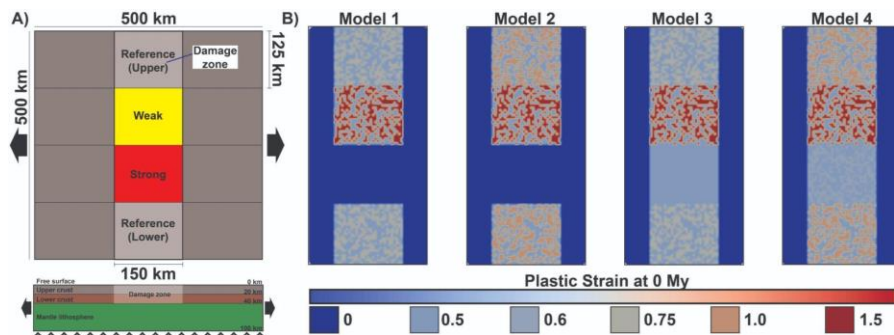 A)
500 km
500 km
125 km
Reference
(Upper)
Damage
zone
Weak
Strong
Reference
(Lower)
150 km
Free surface
0 km
Upper crust
20 km
Lower crust
40 km
Damage zone
Mantle lithosphere
B)
Model 1
Model 2
Model 3
Model 4
Plastic Strain at 0 My
0
0.5
0.6
0.75
1.0
1.5